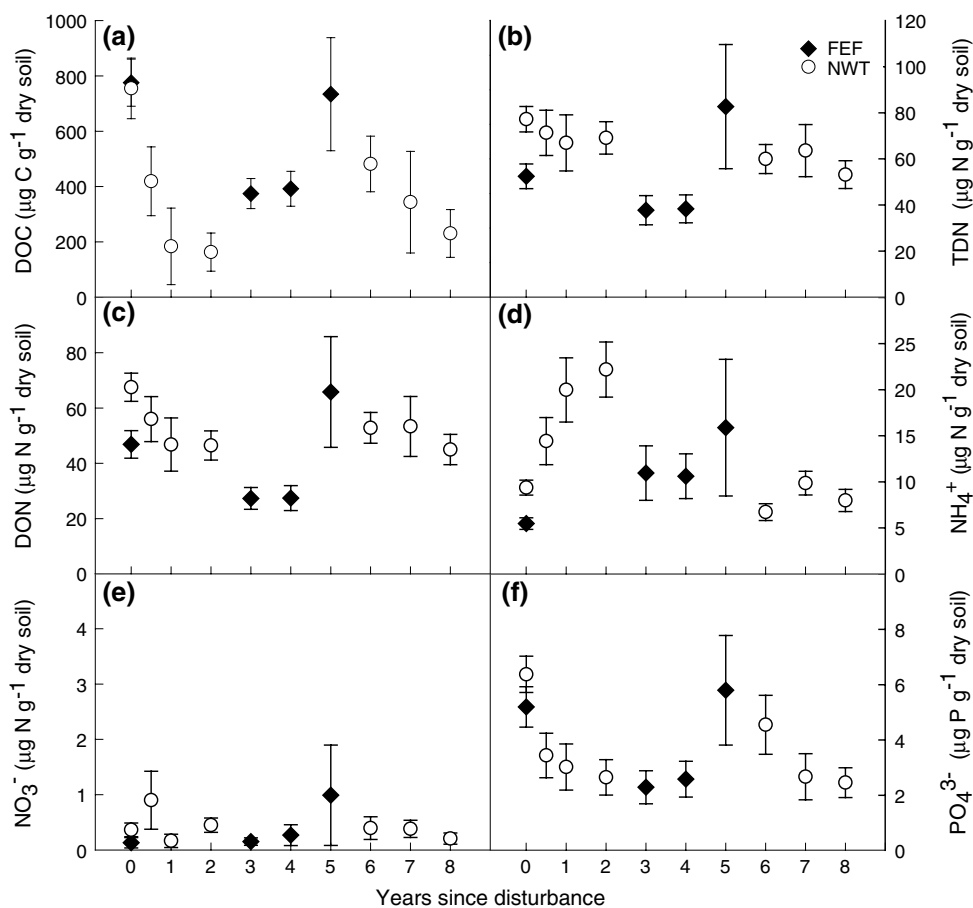 (a)
1000
800
600
400
200
0
DOC (µg C g⁻¹ dry soil)
(b)
◆ FEF
○ NWT
120
100
80
60
40
20
0
TDN (µg N g⁻¹ dry soil)
(c)
80
60
40
20
0
DON (µg N g⁻¹ dry soil)
(d)
25
20
15
10
5
0
NH₄⁺ (µg N g⁻¹ dry soil)
(e)
4
3
2
1
0
NO₃⁻ (µg N g⁻¹ dry soil)
(f)
8
6
4
2
0
PO₄³⁻ (µg P g⁻¹ dry soil)
0 1 2 3 4 5 6 7 8
0 1 2 3 4 5 6 7 8
Years since disturbance